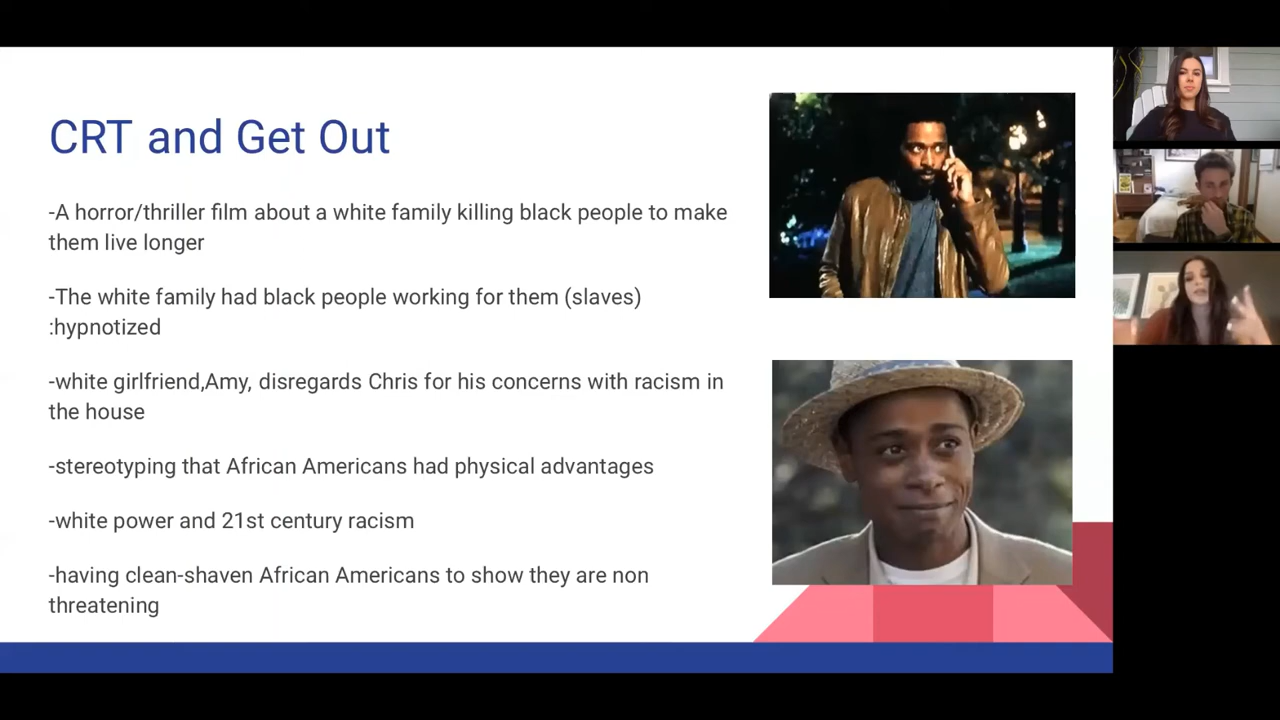 CRT and Get Out
-A horror/thriller film about a white family killing black people to make
them live longer
-The white family had black people working for them (slaves)
:hypnotized
-white girlfriend,Amy, disregards Chris for his concerns with racism in
the house
-stereotyping that African Americans had physical advantages
-white power and 21st century racism
-having clean-shaven African Americans to show they are non
threatening